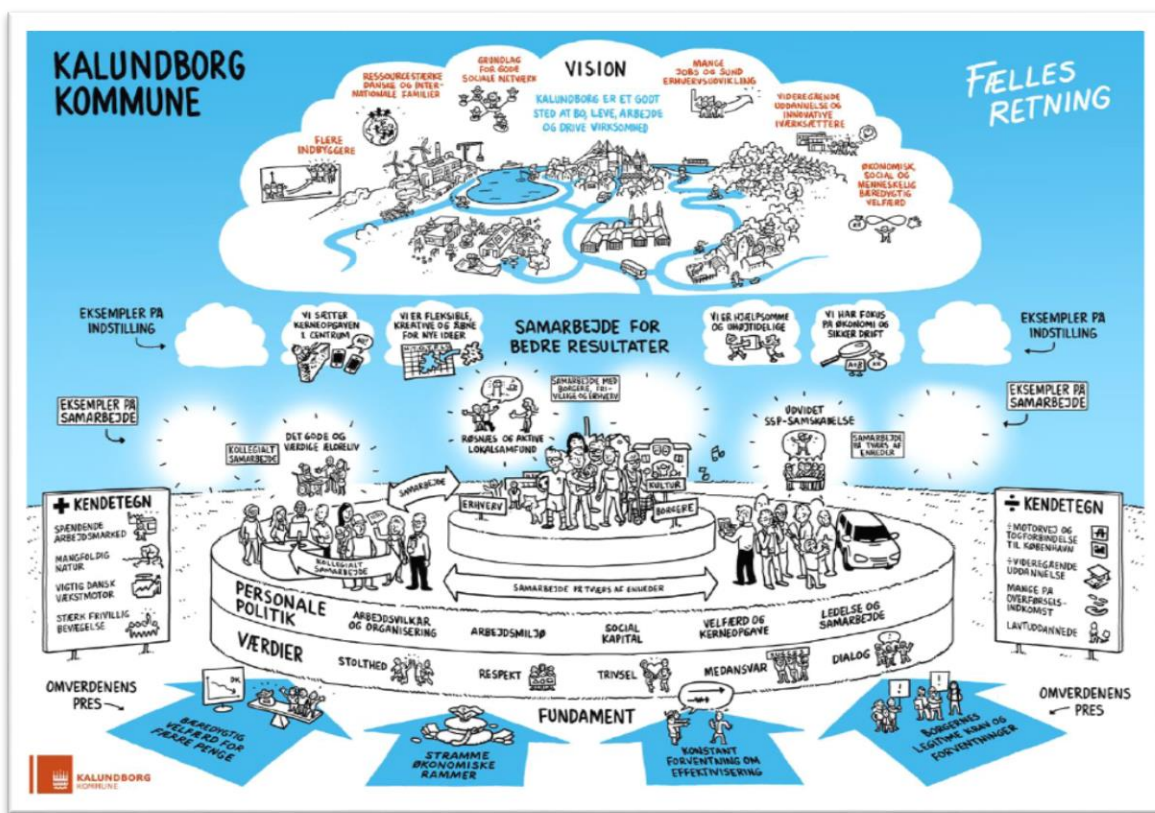 KALUNDBORG
KOMMUNE
FÆLLES
RETNING
VISION
KALUNDBORG ER ET GODT
STED AT BO, LEVE, ARBEJDE
OG DRIVE VIRKSOMHED
FLERE
INDBYGGERE
RESSOURCESTÆRKE
DANSKE OG INTER-
NATIONALE FAMILIER
GRUNDLAG
FOR GODE
SOCIALE NETVÆRK
MANGE
JOBS OG SUND
ERHVERVSUDVIKLING
VIDEREGÅENDE
UDDANNELSE OG
INNOVATIVE
IVÆRKSÆTTERE
ØKONOMISK,
SOCIAL OG
MENNESKELIG
BÆREDYGTIG
VELFÆRD
EKSEMPLER PÅ
INDSTILLING
VI SÆTTER
KERNEOPGAVEN
I CENTRUM
VI ER FLEKSIBLE,
KREATIVE OG ÅBNE
FOR NYE IDEER
SAMARBEJDE FOR
BEDRE RESULTATER
VI ER HJÆLPSOMME
OG UHØJTIDELIGE
VI HAR FOKUS
PÅ ØKONOMI OG
SIKKER DRIFT
EKSEMPLER PÅ
INDSTILLING
EKSEMPLER PÅ
SAMARBEJDE
KOLLEGIALT
SAMARBEJDE
DET GODE OG
VÆRDIGE ÆLDRELIV
RØSNÆS OG AKTIVE
LOKALSAMFUND
SAMARBEJDE MED
BORGERE, FRI-
VILLIGE OG ERHVERV
UDVIDET
SSP-SAMSKABELSE
SAMARBEJDE
PÅ TVÆRS AF
ENHEDER
EKSEMPLER PÅ
SAMARBEJDE
+ KENDETEGN
SPÆNDENDE
ARBEJDSMARKED
MANGFOLDIG
NATUR
VIGTIG DANSK
VÆKSTMOTOR
STÆRK FRIVILLIG
BEVÆGELSE
SAMARBEJDE
ERHVERV
KULTUR
BORGERE
KOLLEGIALT
SAMARBEJDE
SAMARBEJDE PÅ TVÆRS AF ENHEDER
÷ KENDETEGN
÷MOTORVEJ OG
TOGFORBINDELSE
TIL KØBENHAVN
÷VIDEREGÅENDE
UDDANNELSE
MANGE PÅ
OVERFØRSELS-
INDKOMST
LAVTUDDANNEDE
PERSONALE
POLITIK
ARBEJDSVILKÅR
OG ORGANISERING
ARBEJDSMILJØ
SOCIAL
KAPITAL
VELFÆRD OG
KERNEOPGAVE
LEDELSE OG
SAMARBEJDE
VÆRDIER
STOLTHED
RESPEKT
TRIVSEL
MEDANSVAR
DIALOG
OMVERDENENS
PRES
DK
BÆREDYGTIG
VELFÆRD FOR
FÆRRE PENGE
FUNDAMENT
STRAMME
ØKONOMISKE
RAMMER
KONSTANT
FORVENTNING OM
EFFEKTIVISERING
BORGERNES
LEGITIME KRAV OG
FORVENTNINGER
OMVERDENENS
PRES
KALUNDBORG
KOMMUNE